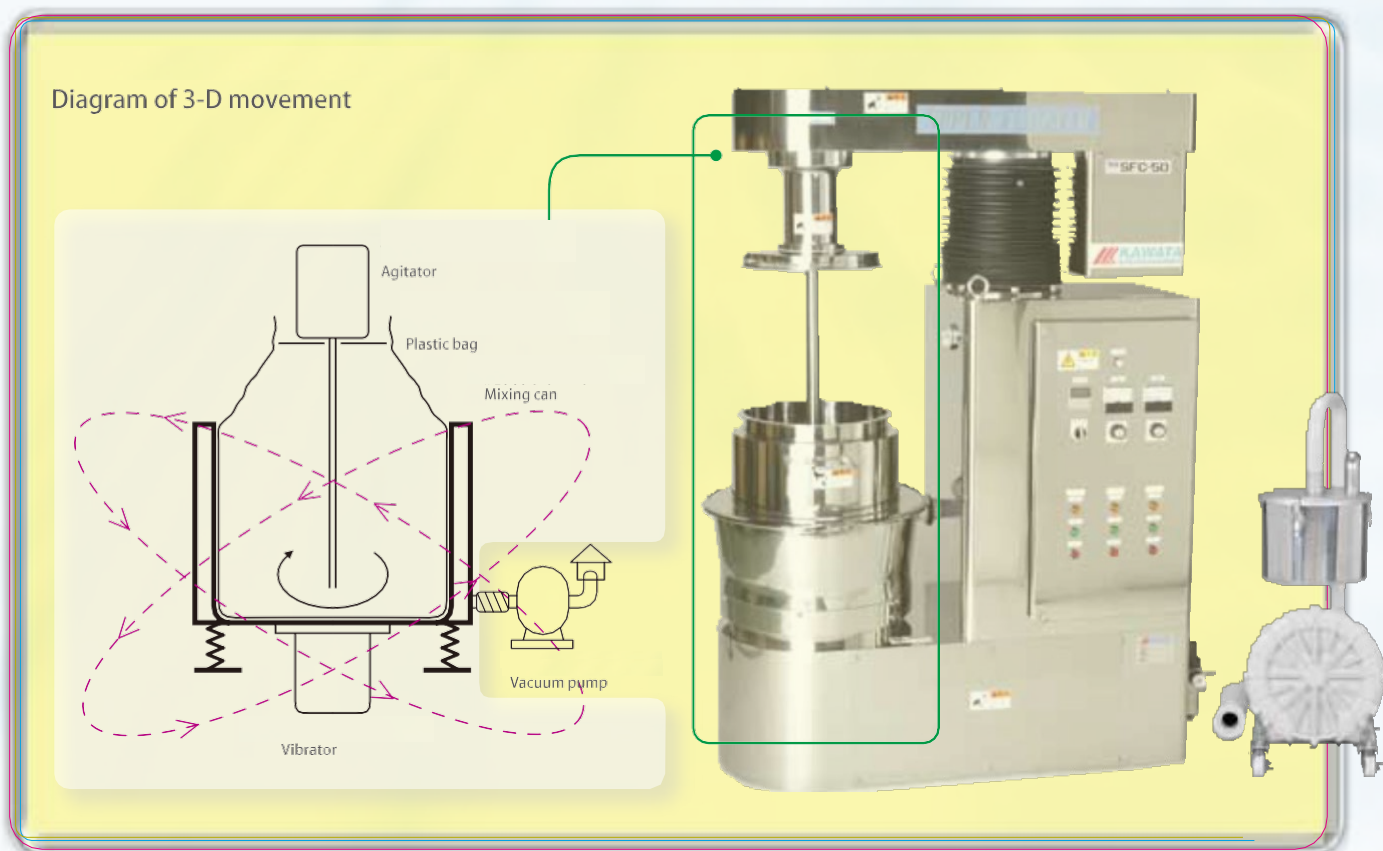 Diagram of 3-D movement
Agitator
Plastic bag
Mixing can
Vacuum pump
Vibrator
SFC-50
KAWATA